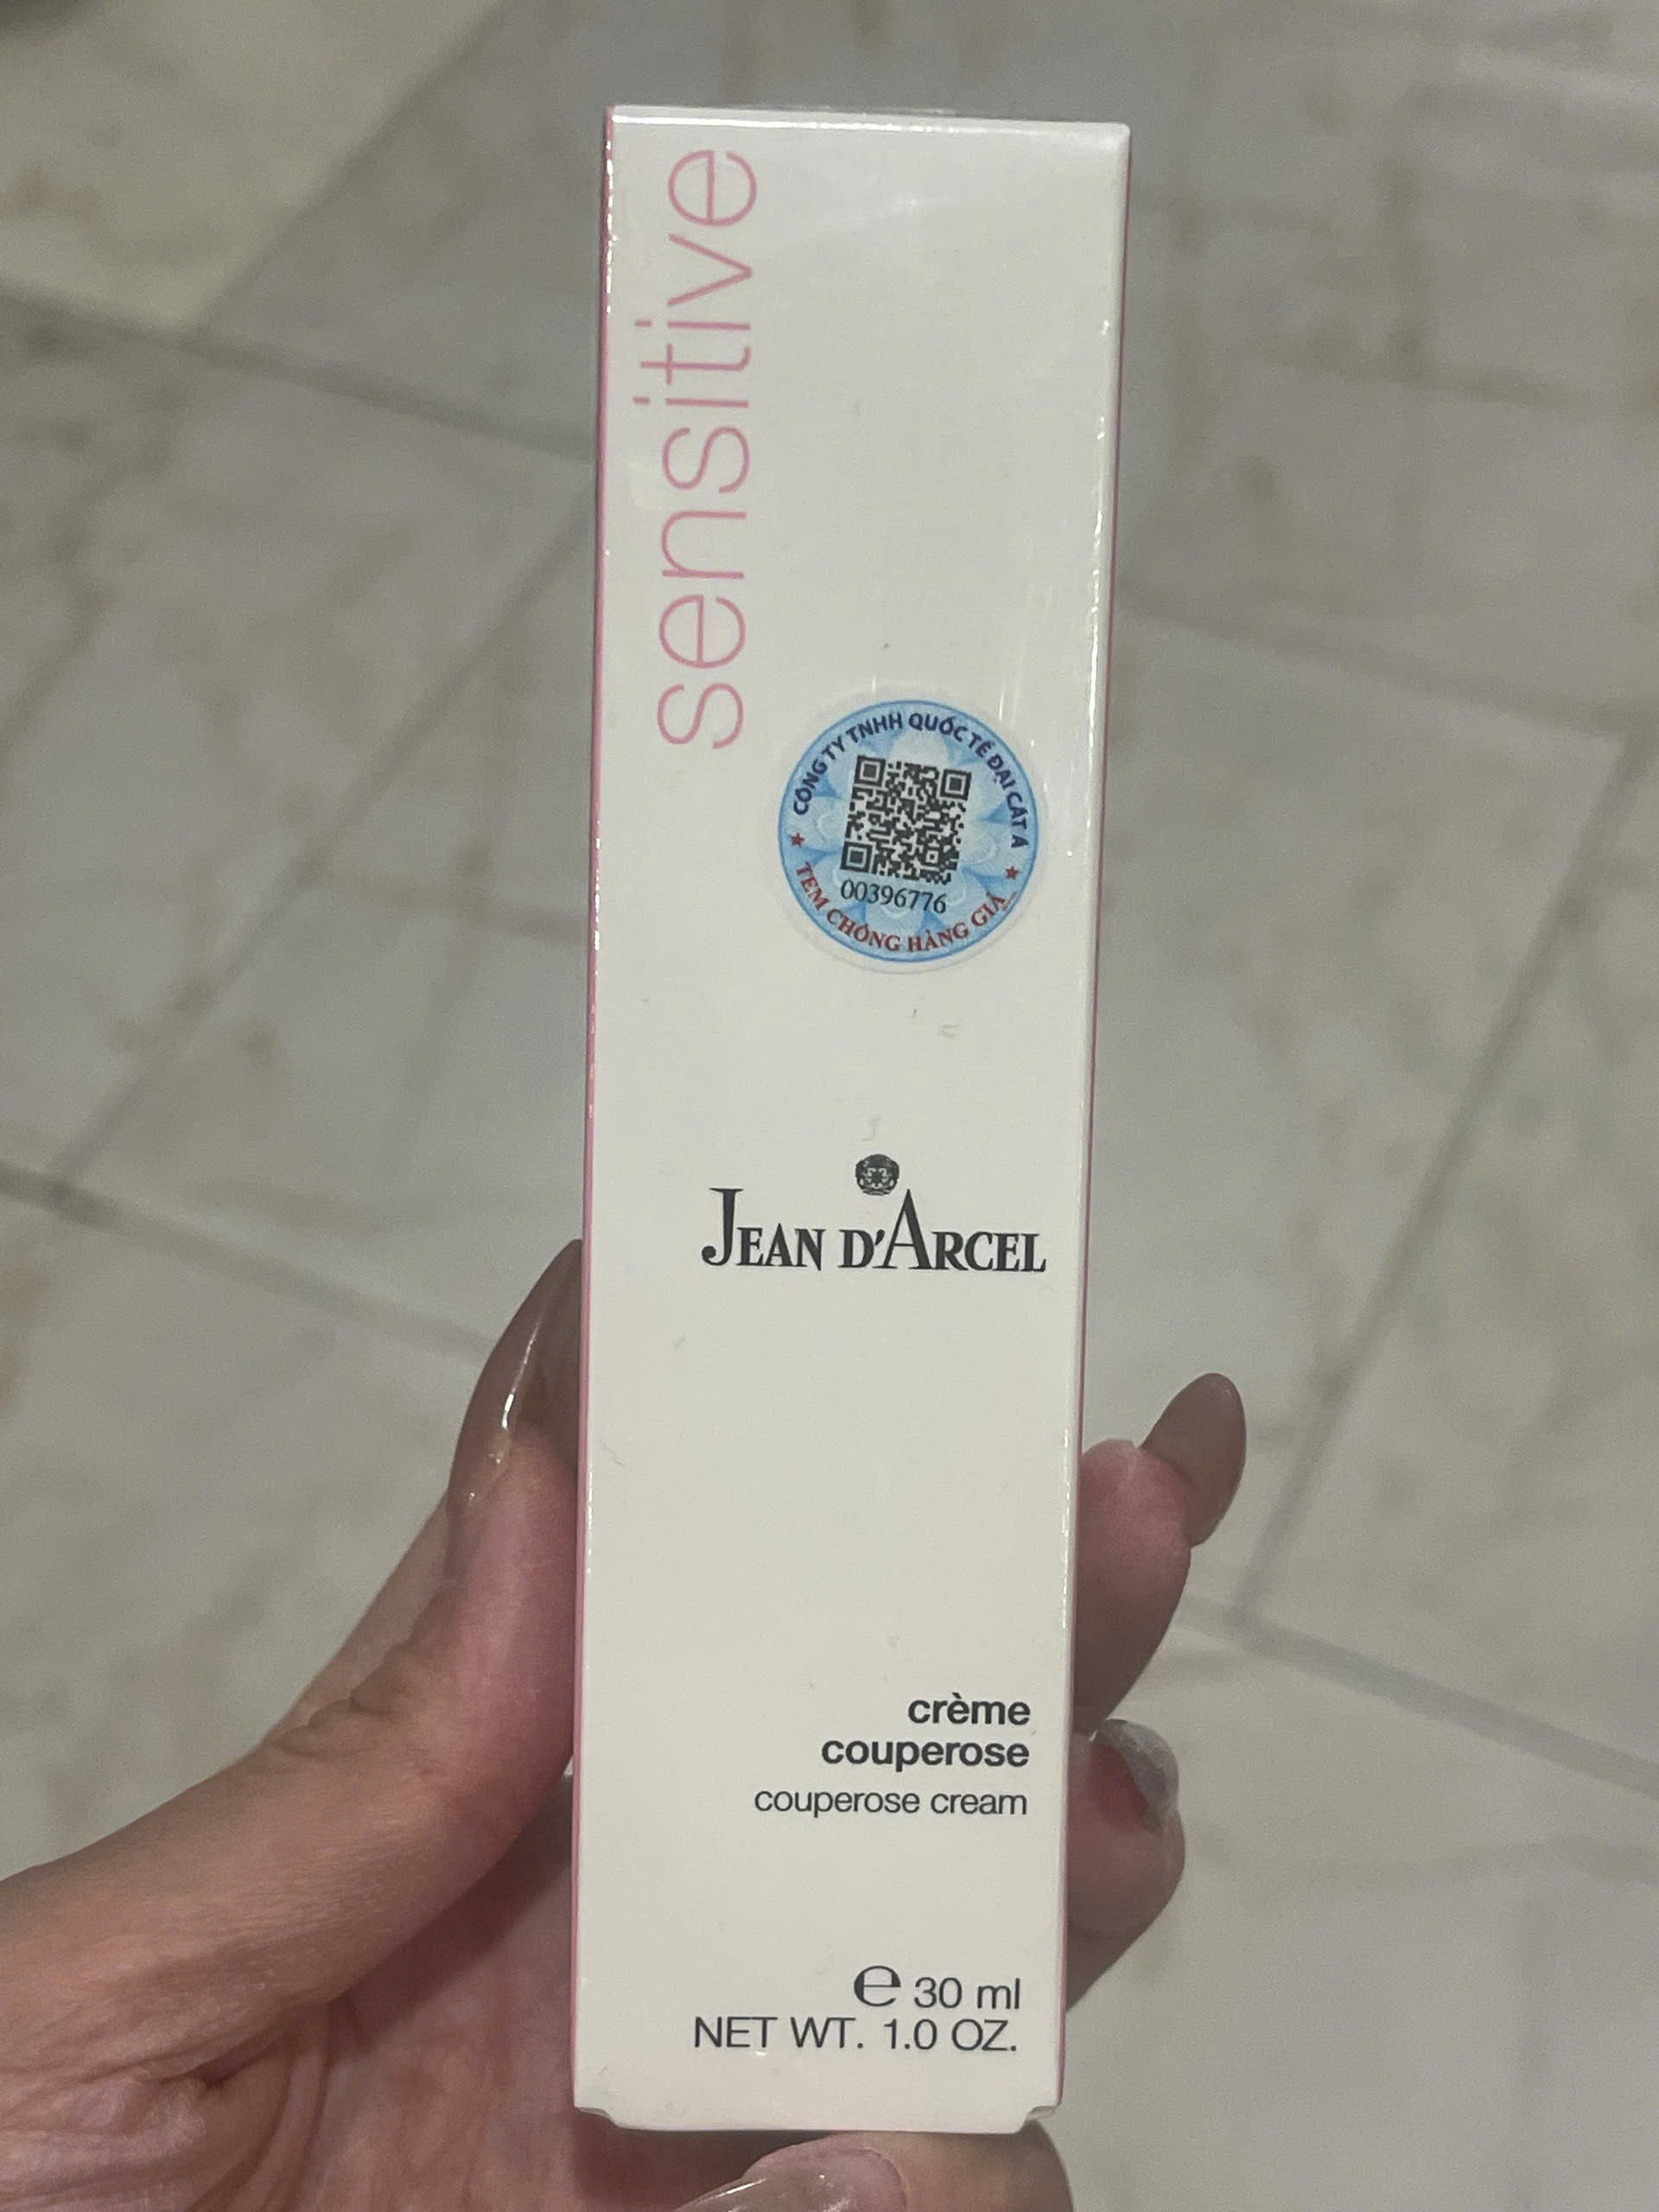 sensitive
CÔNG TY TNHH QUỐC TẾ ĐẠI CÁT Á
00396776
TEM CHỐNG HÀNG GIẢ
JEAN D'ARCEL
crème
couperose
couperose cream
℮ 30 ml
NET WT. 1.0 OZ.